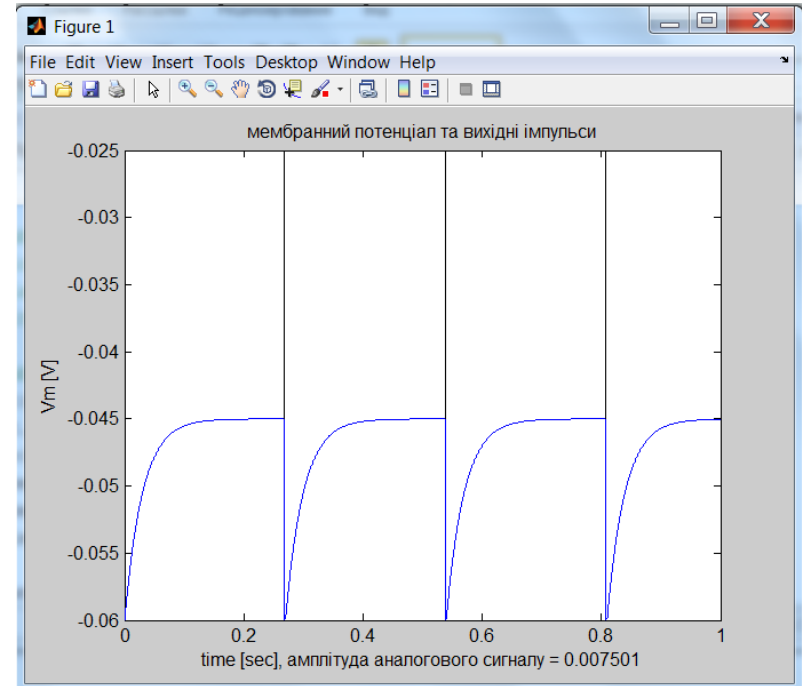 Figure 1
File Edit View Insert Tools Desktop Window Help
мембранний потенціал та вихідні імпульси
-0.025
-0.03
-0.035
-0.04
-0.045
-0.05
-0.055
-0.06
Vm [V]
0 0.2 0.4 0.6 0.8 1
time [sec], амплітуда аналогового сигналу = 0.007501